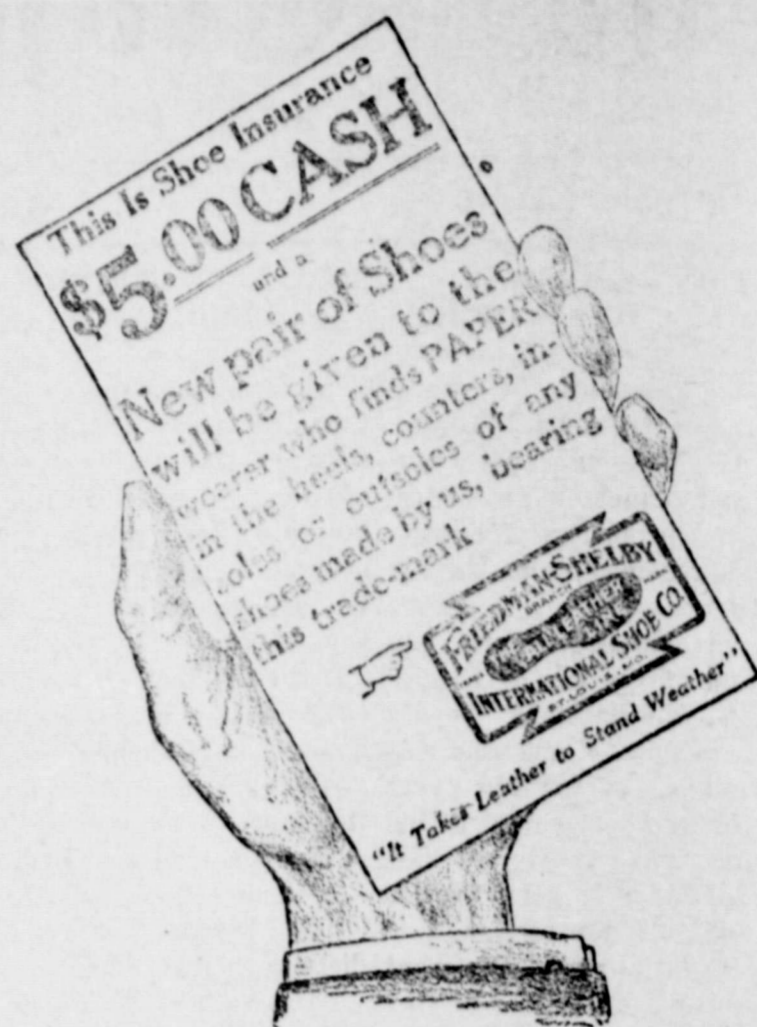 This Is Shoe Insurance
$5.00 CASH
and a
New pair of Shoes
will be given to the
wearer who finds PAPER
in the heels, counters, in-
soles or outsoles of any
shoes made by us, bearing
this trade-mark
FRIEDMAN-SHELBY
INTERNATIONAL SHOE CO.
ST. LOUIS, MO.
"It Takes Leather to Stand Weather"